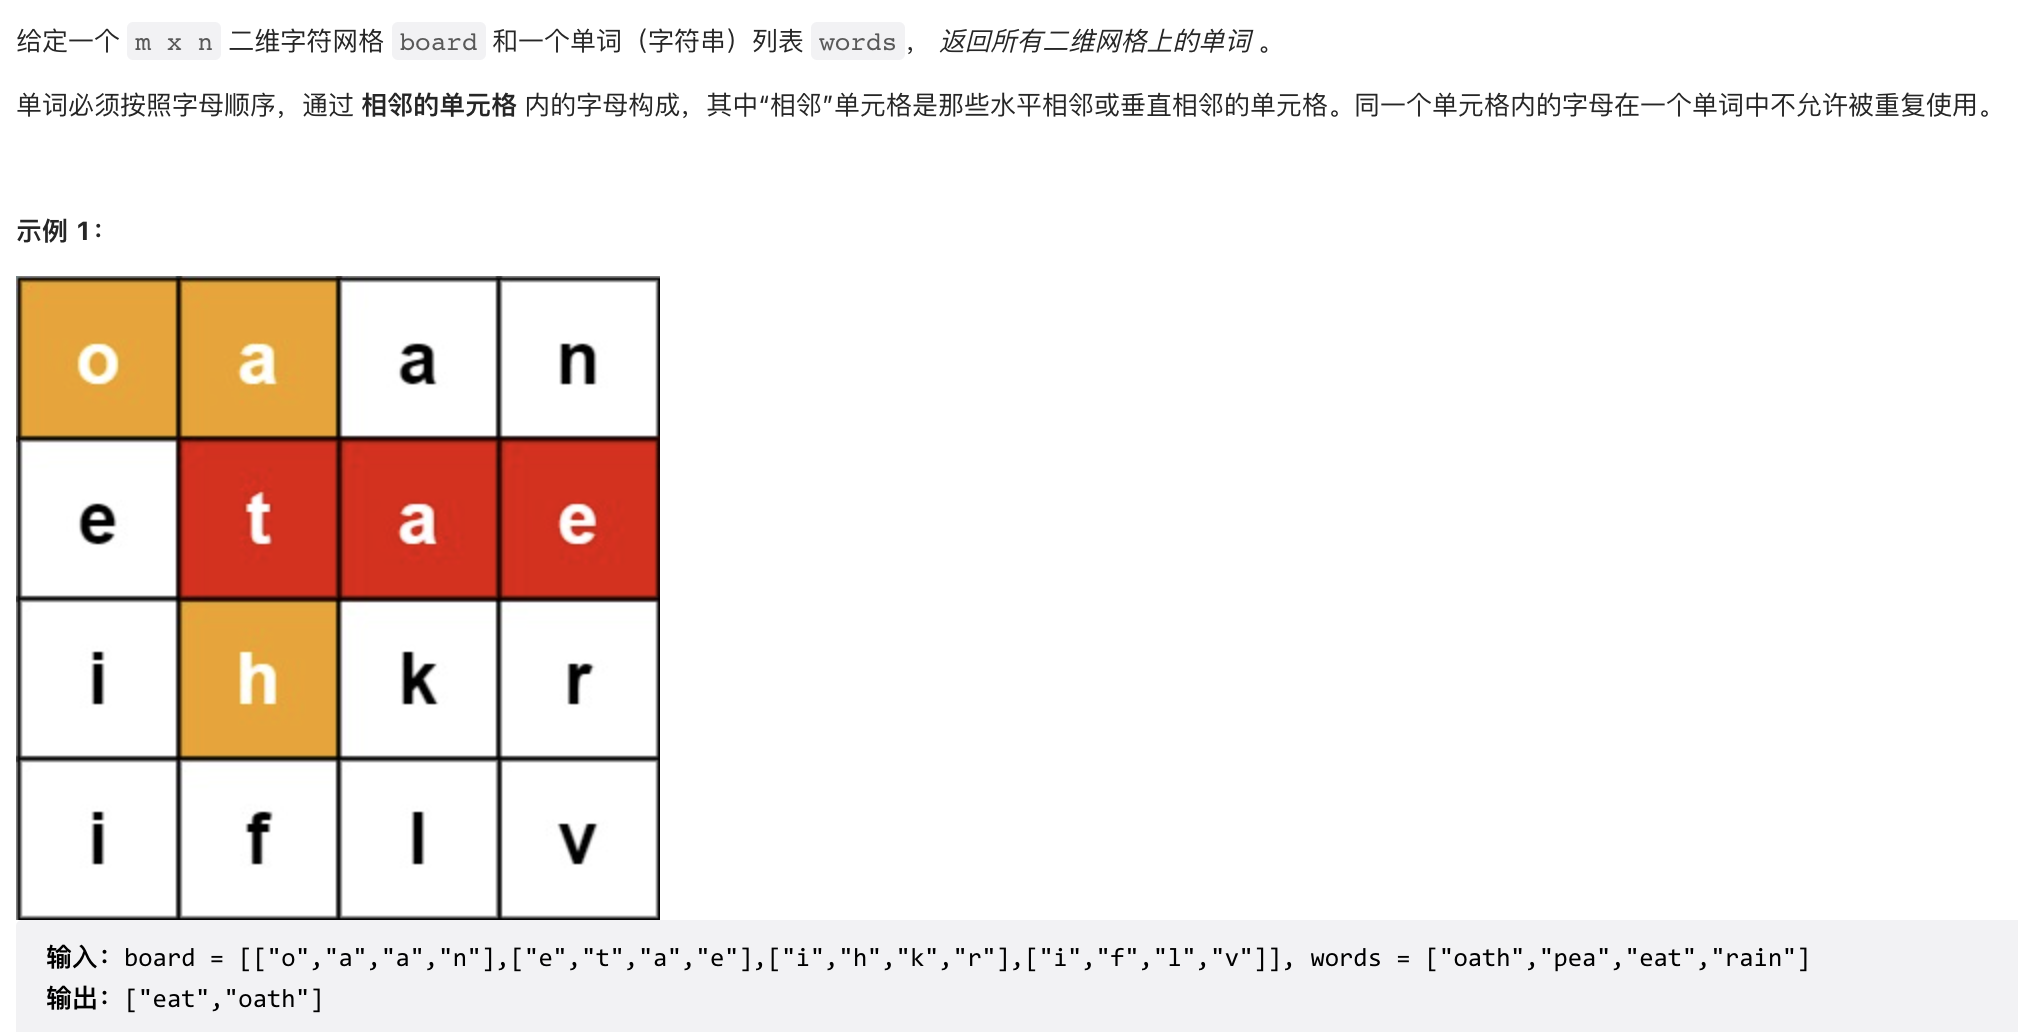 给定一个 m x n 二维字符网格 board 和一个单词（字符串）列表 words， 返回所有二维网格上的单词 。
单词必须按照字母顺序，通过 相邻的单元格 内的字母构成，其中“相邻”单元格是那些水平相邻或垂直相邻的单元格。同一个单元格内的字母在一个单词中不允许被重复使用。
示例 1：
o a a n
e t a e
i h k r
i f l v
输入：board = [["o","a","a","n"],["e","t","a","e"],["i","h","k","r"],["i","f","l","v"]], words = ["oath","pea","eat","rain"]
输出：["eat","oath"]